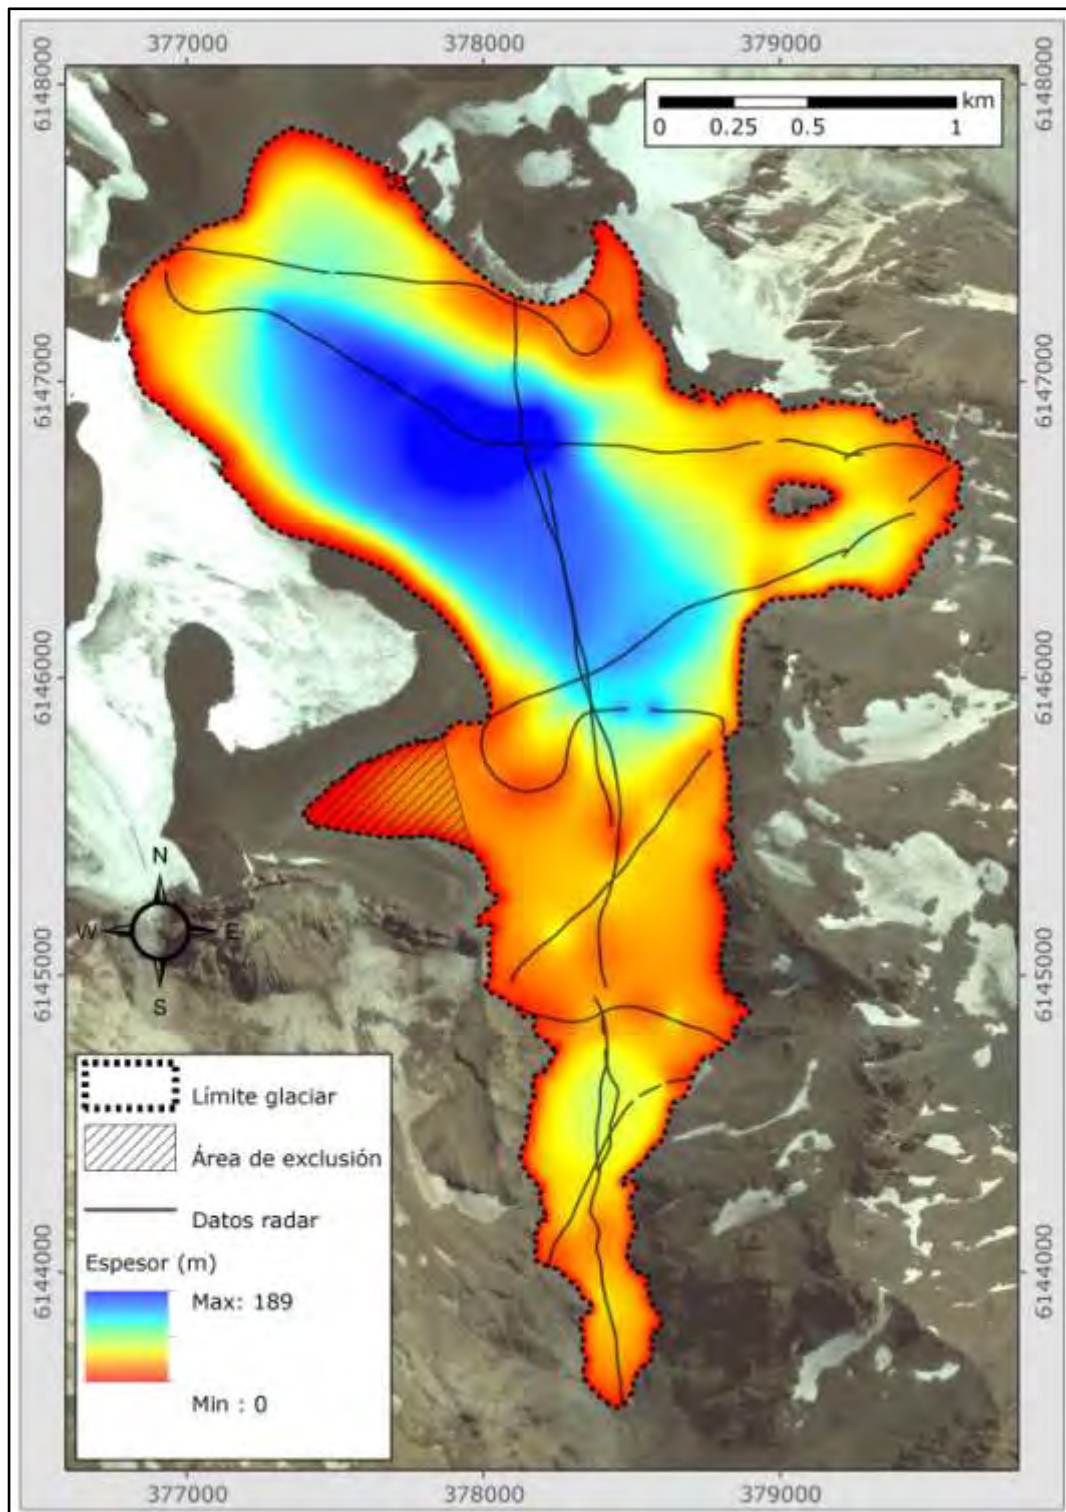 377000 378000 379000
6148000 6148000
km
0 0.25 0.5 1
6147000 6147000
6146000 6146000
N
W E
S
6145000 6145000
Límite glaciar
Área de exclusión
Datos radar
Espesor (m)
Max: 189
Min : 0
6144000 6144000
377000 378000 379000